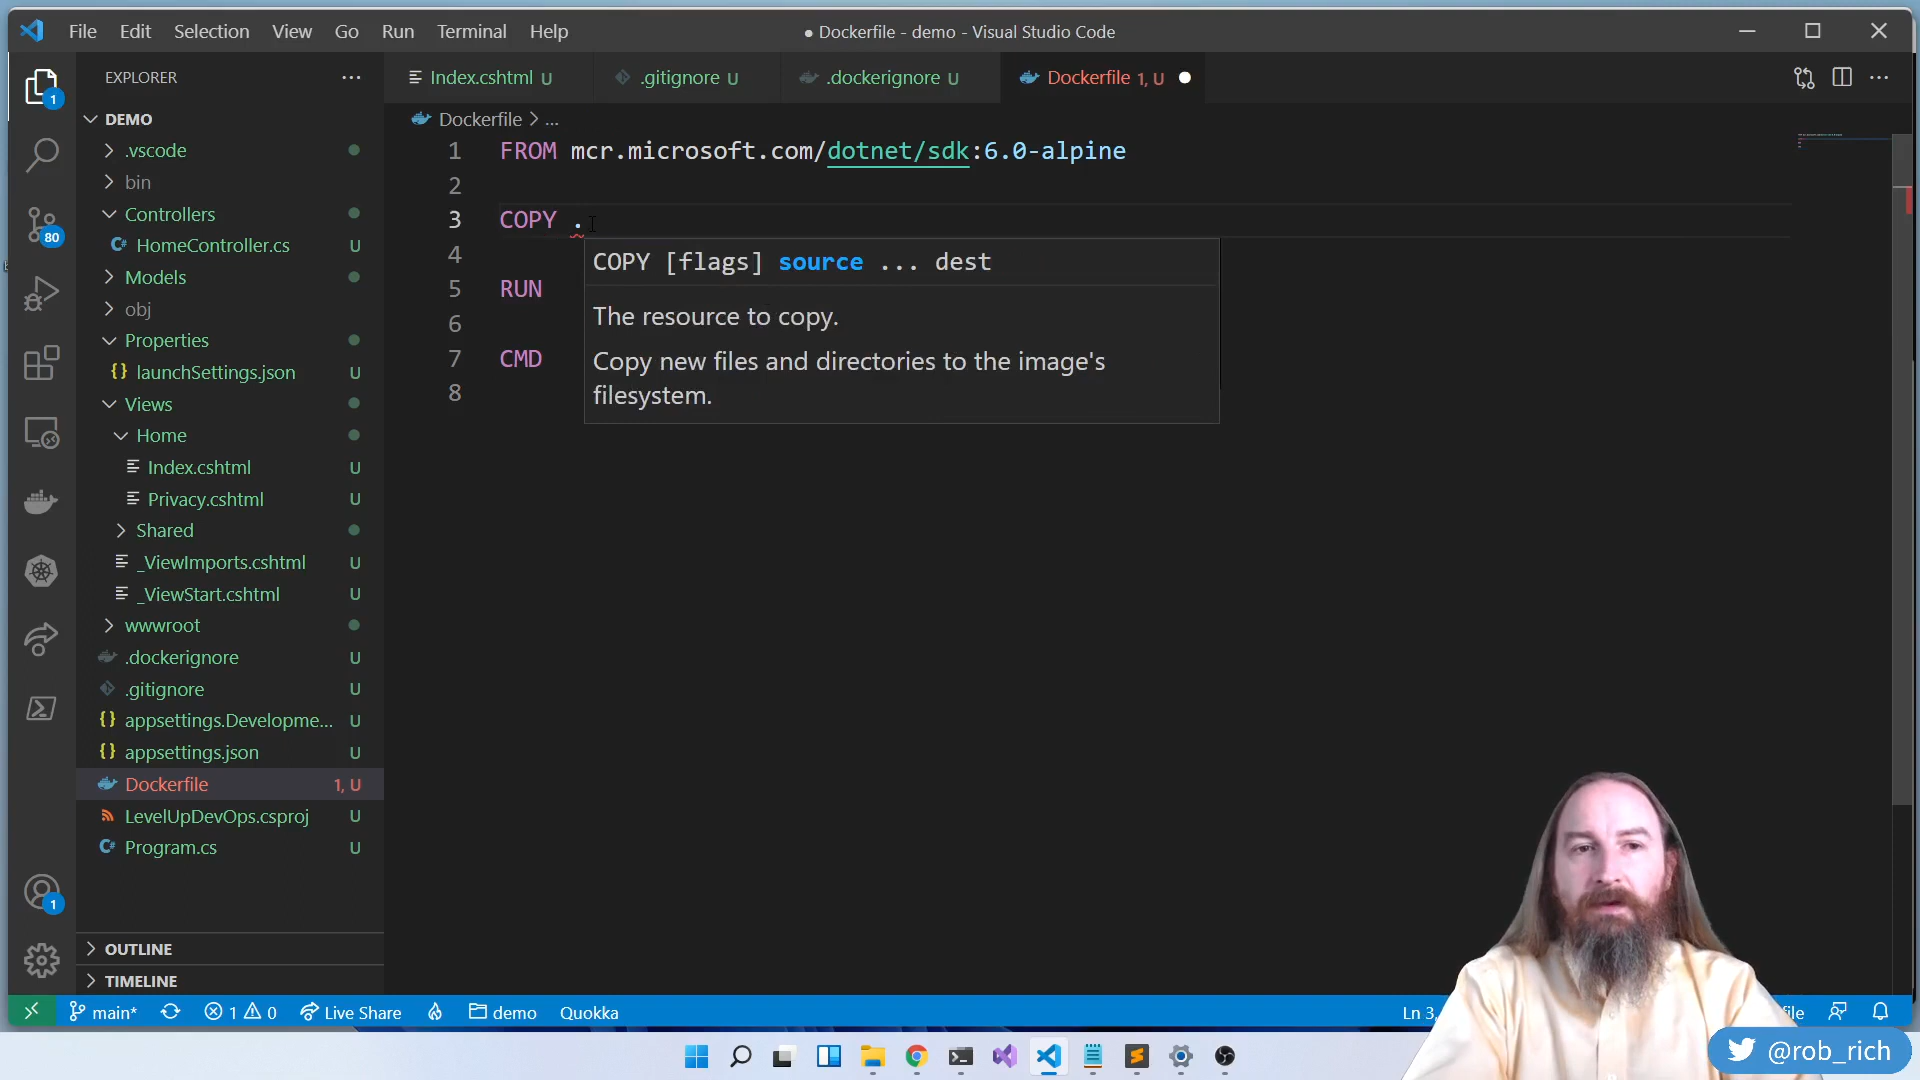 File Edit Selection View Go Run Terminal Help
● Dockerfile - demo - Visual Studio Code
EXPLORER
Index.cshtml U
.gitignore U
.dockerignore U
Dockerfile 1, U
1
DEMO
Dockerfile > ...
.vscode
bin
Controllers
HomeController.cs U
Models
obj
Properties
launchSettings.json U
Views
Home
Index.cshtml U
Privacy.cshtml U
Shared
_ViewImports.cshtml U
_ViewStart.cshtml U
wwwroot
.dockerignore U
.gitignore U
appsettings.Developme... U
appsettings.json U
Dockerfile 1, U
LevelUpDevOps.csproj U
Program.cs U
OUTLINE
TIMELINE
80
1
1 FROM mcr.microsoft.com/dotnet/sdk:6.0-alpine
2
3 COPY .
4
5 RUN
6
7 CMD
8
COPY [flags] source ... dest
The resource to copy.
Copy new files and directories to the image's
filesystem.
main* 1 0 Live Share demo Quokka
Ln 3,
@rob_rich